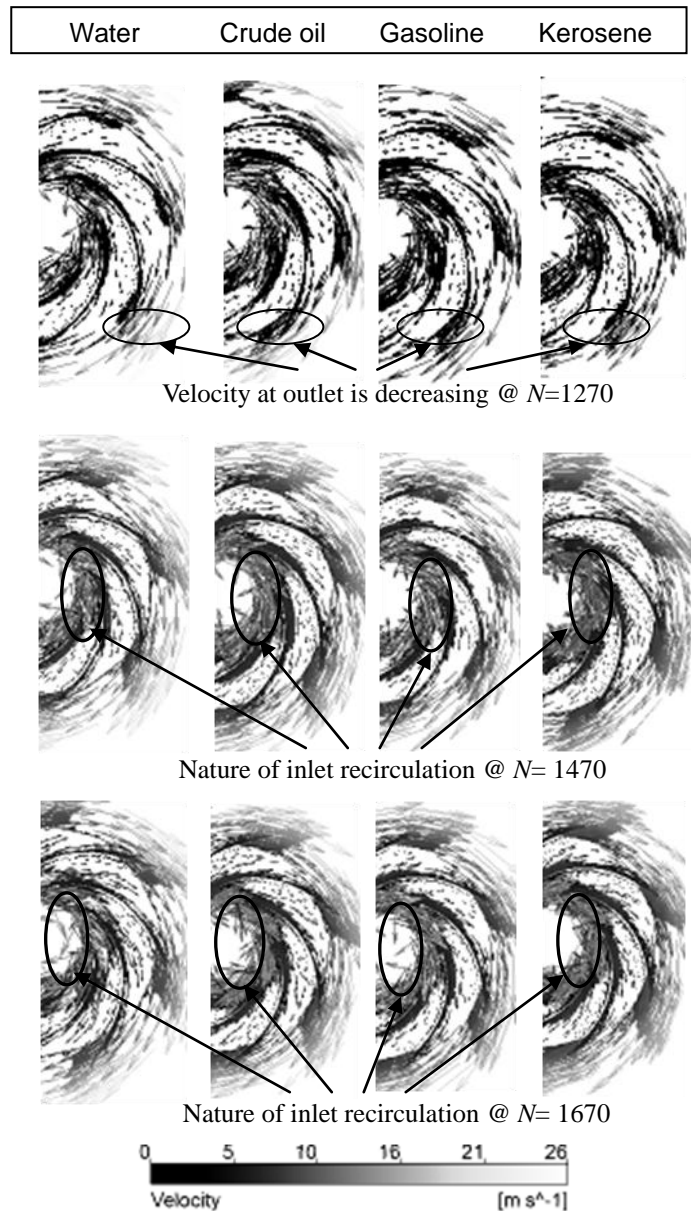 Water Crude oil Gasoline Kerosene
Velocity at outlet is decreasing @ N=1270
Nature of inlet recirculation @ N= 1470
Nature of inlet recirculation @ N= 1670
0 5 10 16 21 26
Velocity [m s^-1]